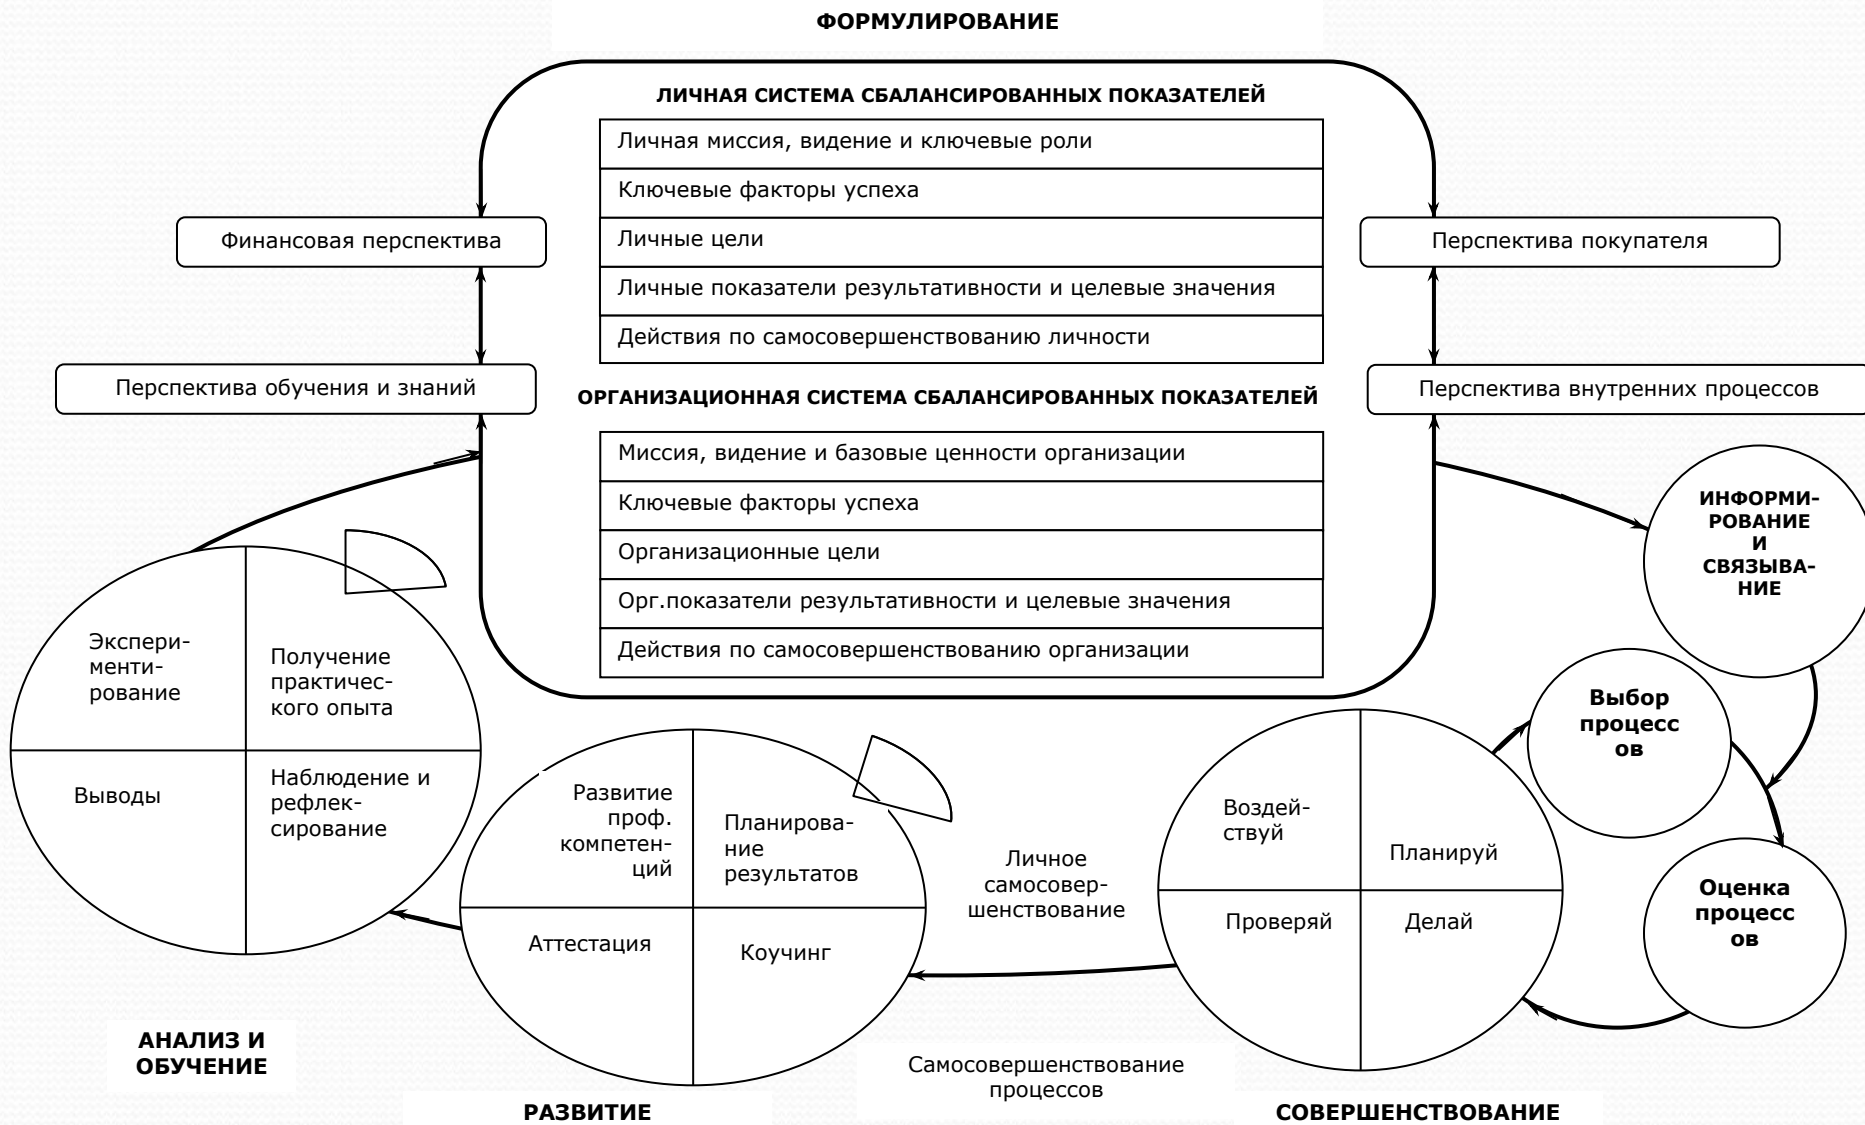 ФОРМУЛИРОВАНИЕ
ЛИЧНАЯ СИСТЕМА СБАЛАНСИРОВАННЫХ ПОКАЗАТЕЛЕЙ
Личная миссия, видение и ключевые роли
Ключевые факторы успеха
Личные цели
Личные показатели результативности и целевые значения
Действия по самосовершенствованию личности
Финансовая перспектива
Перспектива покупателя
Перспектива обучения и знаний
Перспектива внутренних процессов
ОРГАНИЗАЦИОННАЯ СИСТЕМА СБАЛАНСИРОВАННЫХ ПОКАЗАТЕЛЕЙ
Миссия, видение и базовые ценности организации
Ключевые факторы успеха
Организационные цели
Орг.показатели результативности и целевые значения
Действия по самосовершенствованию организации
ИНФОРМИ-
РОВАНИЕ
И
СВЯЗЫВА-
НИЕ
Выбор
процесс
ов
Оценка
процесс
ов
Экспери-
менти-
рование
Получение
практичес-
кого опыта
Выводы
Наблюдение и
рефлек-
сирование
Развитие
проф.
компетен-
ций
Планирова-
ние
результатов
Аттестация
Коучинг
Личное
самосовер-
шенствование
Воздей-
ствуй
Планируй
Проверяй
Делай
АНАЛИЗ И
ОБУЧЕНИЕ
РАЗВИТИЕ
Самосовершенствование
процессов
СОВЕРШЕНСТВОВАНИЕ